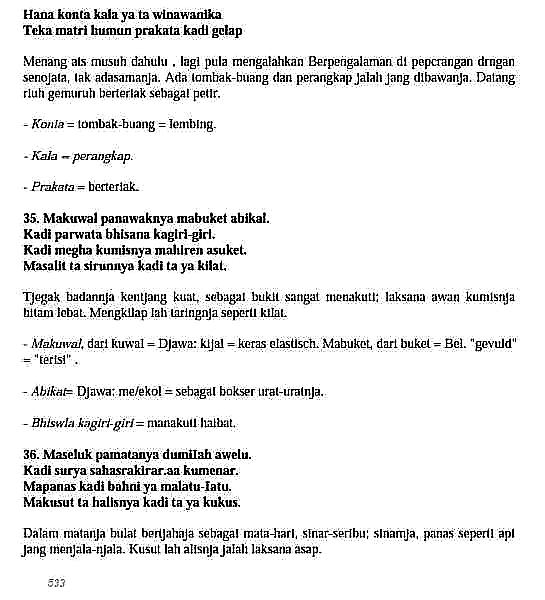 Hana konta kala ya ta winawanika
Teka matri humun prakata kadi gelap
Menang ats musuh dahulu , lagi pula mengalahkan Berpengalaman di pepcrangan drngan
senojata, tak adasamanja. Ada tombak-buang dan perangkap jalah jang dibawanja. Datang
riuh gemuruh berteriak sebagai petir.
- Konta = tombak-buang = lembing.
- Kala = perangkap.
- Prakata = berteriak.
35. Makuwal panawaknya mabuket abikal.
Kadi parwata bhisana kagiri-giri.
Kadi megha kumisnya mahiren asuket.
Masalit ta sirunnya kadi ta ya kilat.
Tjegak badannja kentjang kuat, sebagai bukit sangat menakuti; laksana awan kumisnja
hitam lebat. Mengkilap lah taringnja seperti kilat.
- Makuwal, dari kuwal = Djawa: kijal = keras elastisch. Mabuket, dari buket = Bel. "gevuld"
= "terisi" .
- Abikat= Djawa: me/ekol = sebagai bokser urat-uratnja.
- Bhiswla kagiri-giri = manakuti haibat.
36. Maseluk pamatanya dumilah awelu.
Kadi surya sahasrakirar.aa kumenar.
Mapanas kadi bahni ya malatu-latu.
Makusut ta halisnya kadi ta ya kukus.
Dalam matanja bulat bertjahaja sebagai mata-hari, sinar-seribu; sinarnja, panas seperti api
jang menjala-njala. Kusut lah alisnja jalah laksana asap.
533